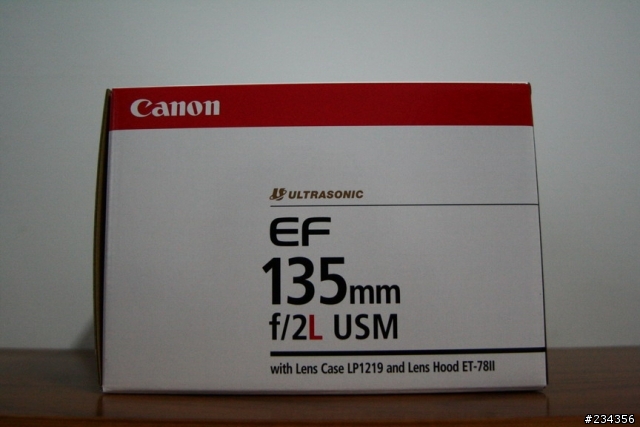 Canon
ULTRASONIC
EF
135mm
f/2L USM
with Lens Case LP1219 and Lens Hood ET-78II
#234356